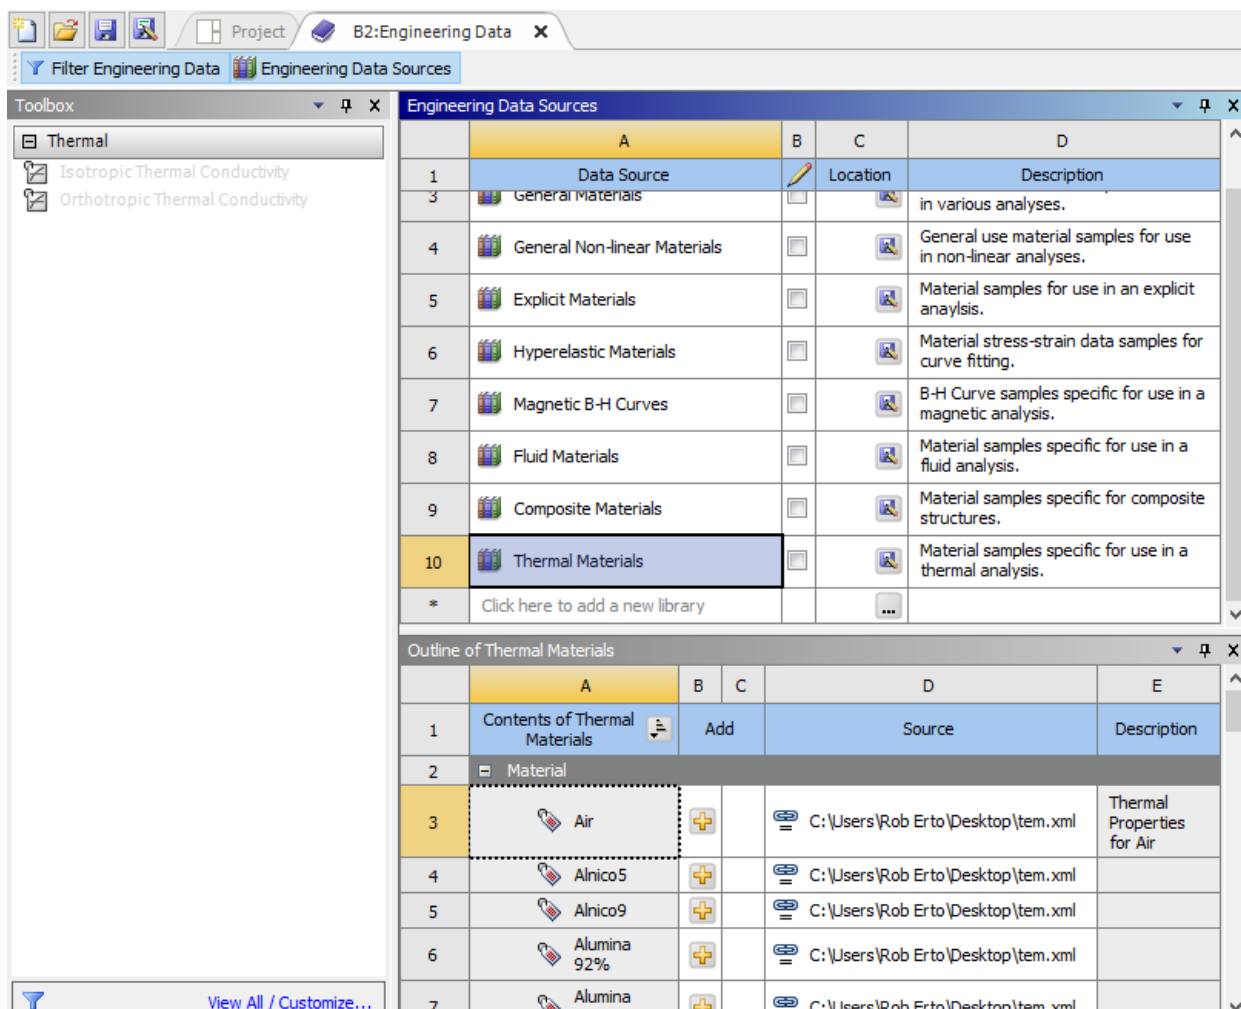 Project
B2:Engineering Data
Filter Engineering Data
Engineering Data Sources
Toolbox
Thermal
Isotropic Thermal Conductivity
Orthotropic Thermal Conductivity
View All / Customize...
Engineering Data Sources
A B C D
1 Data Source Location Description
3 General Materials
in various analyses.
4 General Non-linear Materials
General use material samples for use
in non-linear analyses.
5 Explicit Materials
Material samples for use in an explicit
anaylsis.
6 Hyperelastic Materials
Material stress-strain data samples for
curve fitting.
7 Magnetic B-H Curves
B-H Curve samples specific for use in a
magnetic analysis.
8 Fluid Materials
Material samples specific for use in a
fluid analysis.
9 Composite Materials
Material samples specific for composite
structures.
10 Thermal Materials
Material samples specific for use in a
thermal analysis.
* Click here to add a new library ...
Outline of Thermal Materials
A B C D E
1 Contents of Thermal
Materials
Add Source Description
2 Material
3 Air C:\Users\Rob Erto\Desktop\tem.xml
Thermal
Properties
for Air
4 Alnico5 C:\Users\Rob Erto\Desktop\tem.xml
5 Alnico9 C:\Users\Rob Erto\Desktop\tem.xml
6 Alumina
92%
C:\Users\Rob Erto\Desktop\tem.xml
7 Alumina
C:\Users\Rob Erto\Desktop\tem.xml